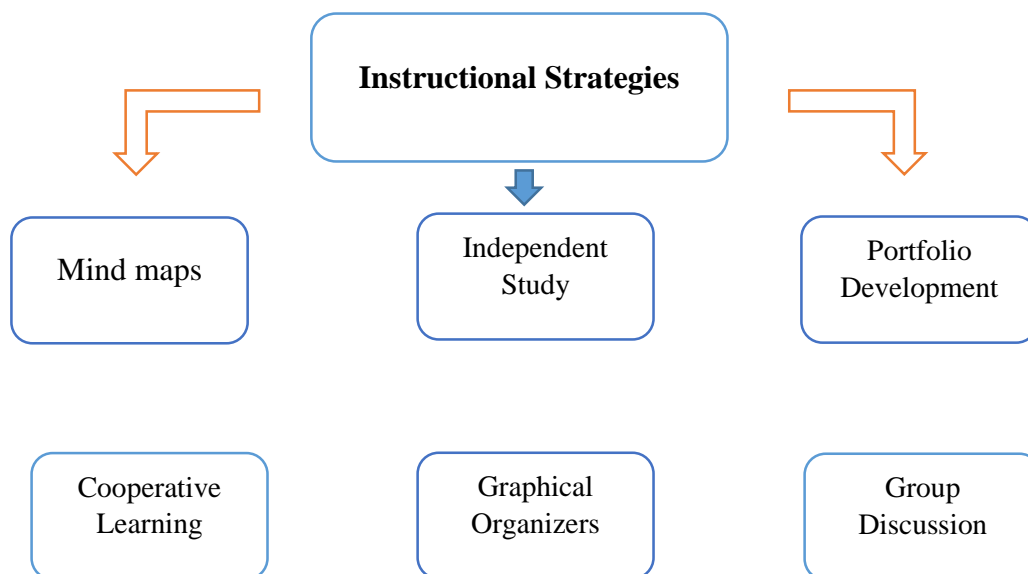 Instructional Strategies
Mind maps
Independent
Study
Portfolio
Development
Cooperative
Learning
Graphical
Organizers
Group
Discussion